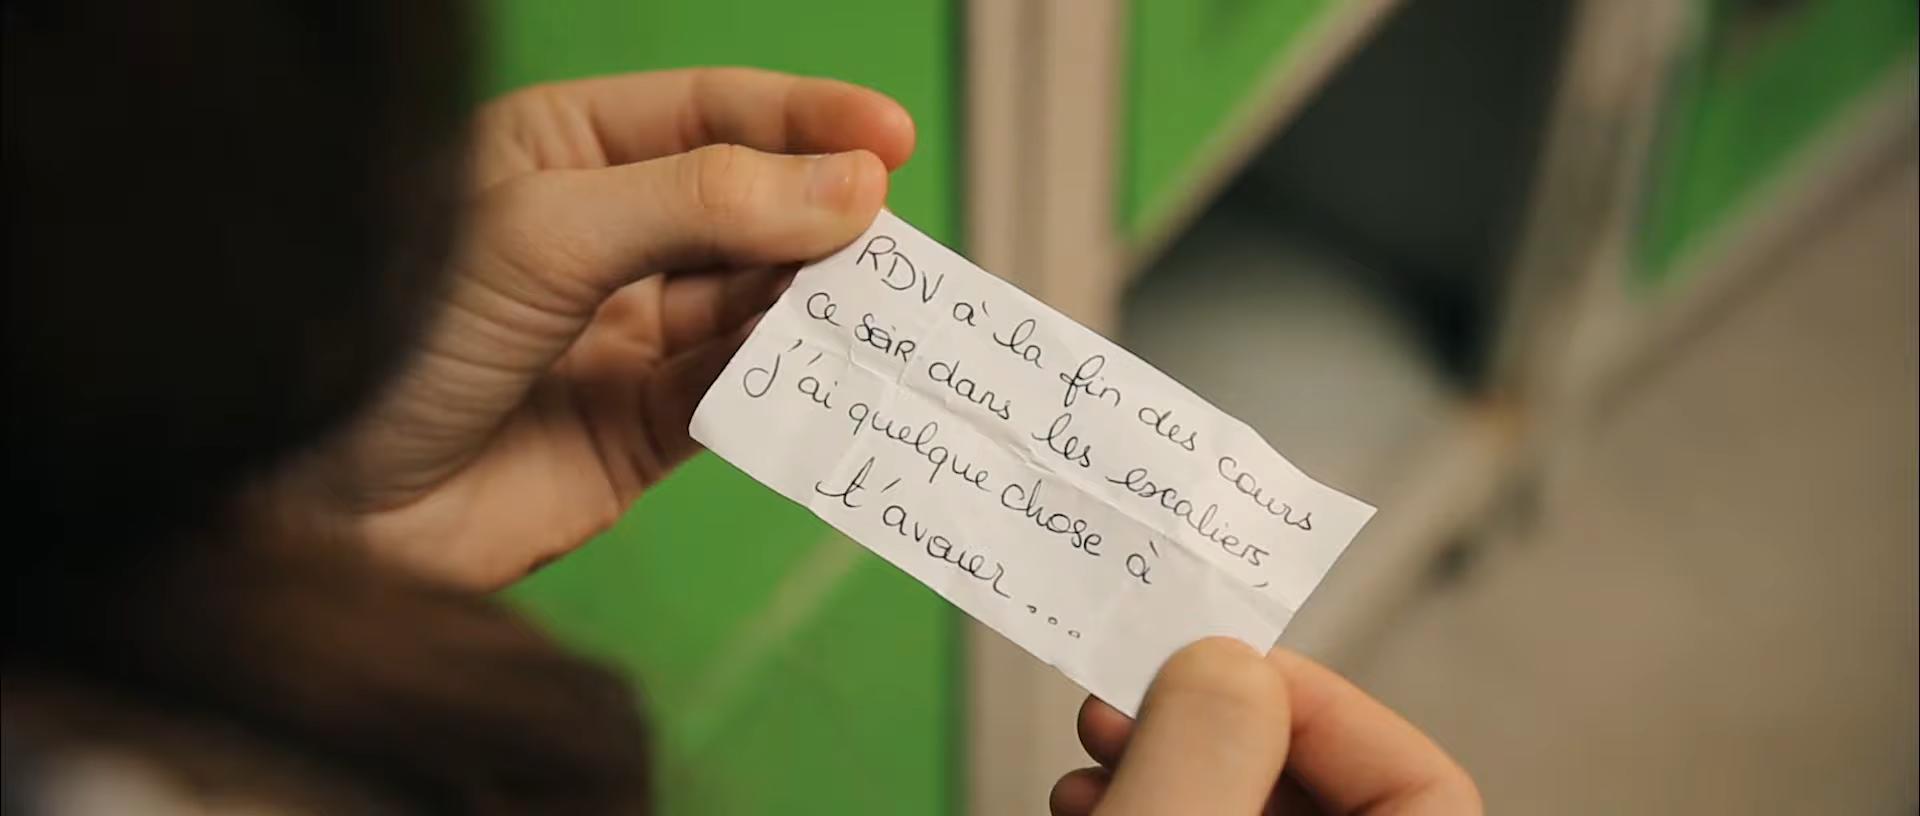 RDV à la fin des cours
ce soir dans les escaliers,
J'ai quelque chose à
t'avouer...